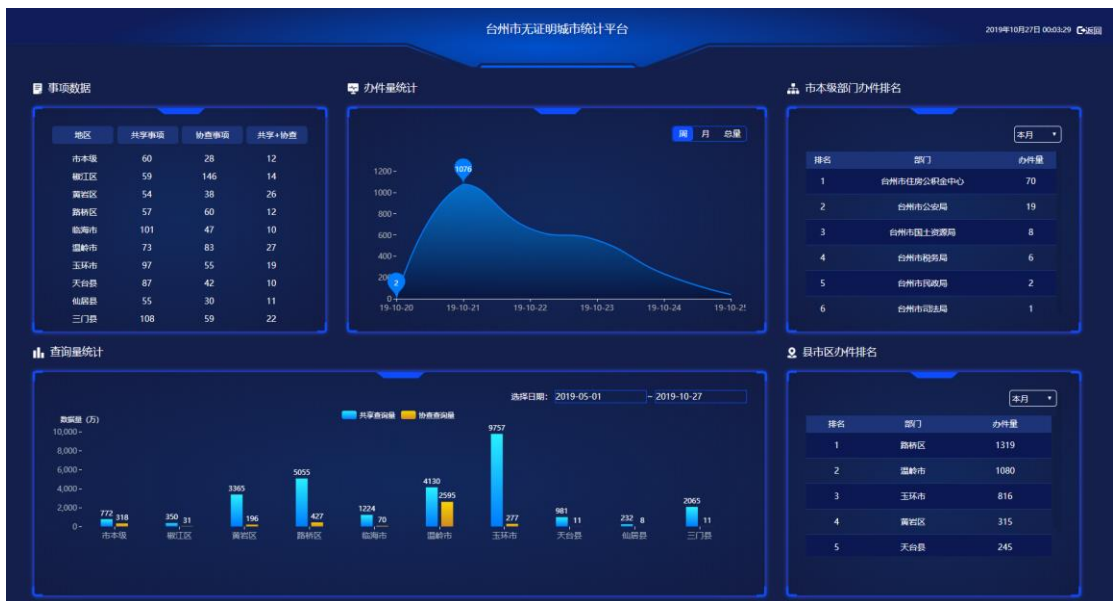 台州市无证明城市统计平台
2019年10月27日 00:03:29 返回
事项数据
地区 共享事项 协查事项 共享+协查
市本级 60 28 12
椒江区 59 146 14
黄岩区 54 38 26
路桥区 57 60 12
临海市 101 47 10
温岭市 73 83 27
玉环市 97 55 19
天台县 87 42 10
仙居县 55 30 11
三门县 108 59 22
办件量统计
周 月 总量
1200
1000
800
600
400
200
0
1076
2
19-10-20 19-10-21 19-10-22 19-10-23 19-10-24 19-10-2
市本级部门办件排名
本月
排名 部门 办件量
1 台州市住房公积金中心 70
2 台州市公安局 19
3 台州市国土资源局 8
4 台州市税务局 6
5 台州市民政局 2
6 台州市司法局 1
查询量统计
选择日期: 2019-05-01 ~ 2019-10-27
共享查询量 协查查询量
数据量 (万)
10,000
8,000
6,000
4,000
2,000
0
772 318 350 31 3365 196 5055 427 1224 70 4130 2595 9757 277 981 11 232 8 2065 11
市本级 椒江区 黄岩区 路桥区 临海市 温岭市 玉环市 天台县 仙居县 三门县
县市区办件排名
本月
排名 部门 办件量
1 路桥区 1319
2 温岭市 1080
3 玉环市 816
4 黄岩区 315
5 天台县 245